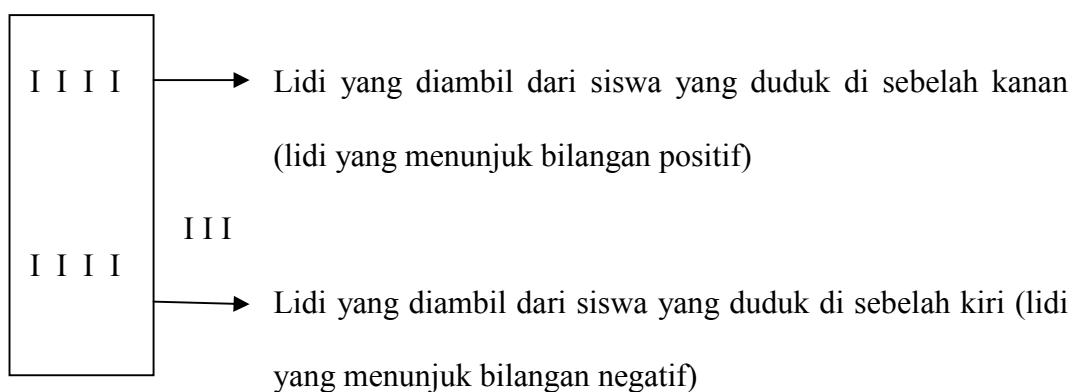 I I I I
Lidi yang diambil dari siswa yang duduk di sebelah kanan
(lidi yang menunjuk bilangan positif)
I I I
I I I I
Lidi yang diambil dari siswa yang duduk di sebelah kiri (lidi
yang menunjuk bilangan negatif)